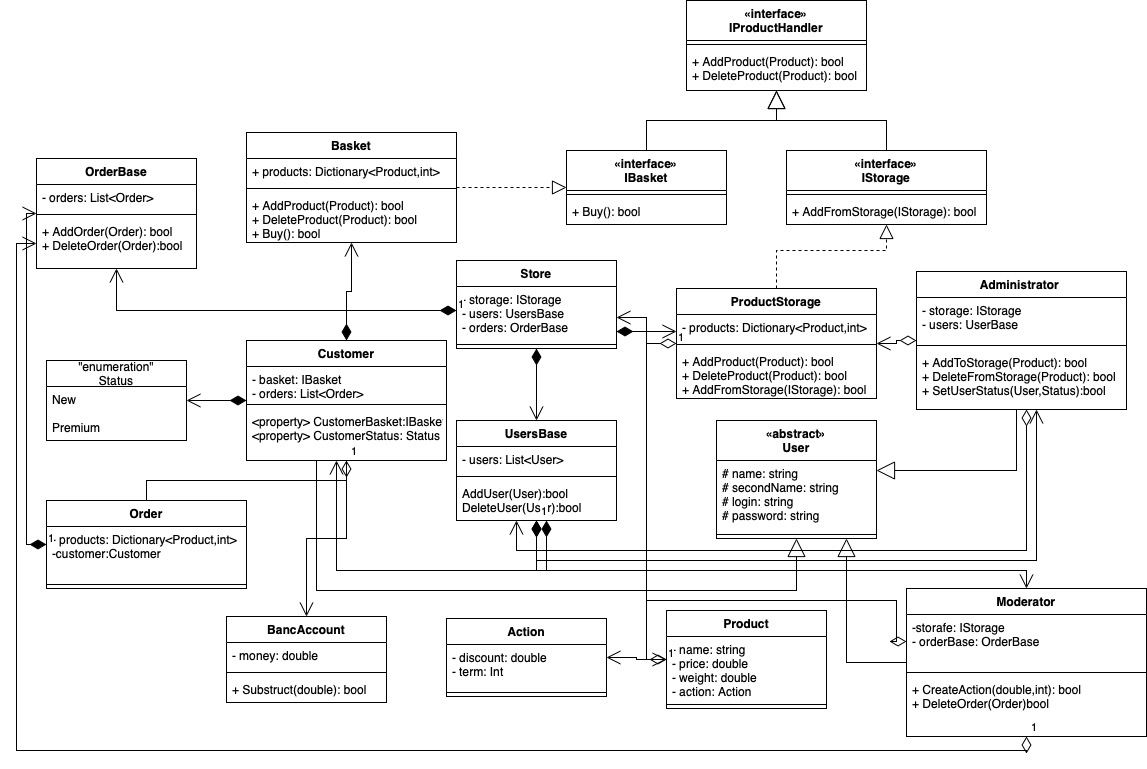 «interface»
IProductHandler
+ AddProduct(Product): bool
+ DeleteProduct(Product): bool
Basket
+ products: Dictionary<Product,int>
+ AddProduct(Product): bool
+ DeleteProduct(Product): bool
+ Buy(): bool
«interface»
IBasket
+ Buy(): bool
«interface»
IStorage
+ AddFromStorage(IStorage): bool
OrderBase
- orders: List<Order>
+ AddOrder(Order): bool
+ DeleteOrder(Order):bool
Store
1
- storage: IStorage
- users: UsersBase
- orders: OrderBase
ProductStorage
- products: Dictionary<Product,int>
1
+ AddProduct(Product): bool
+ DeleteProduct(Product): bool
+ AddFromStorage(IStorage): bool
Administrator
- storage: IStorage
- users: UserBase
+ AddToStorage(Product): bool
+ DeleteFromStorage(Product): bool
+ SetUserStatus(User,Status):bool
Customer
- basket: IBasket
- orders: List<Order>
<property> CustomerBasket:IBaske
<property> CustomerStatus: Status
1
"enumeration"
Status
New
Premium
UsersBase
- users: List<User>
AddUser(User):bool
DeleteUser(Us1r):bool
«abstract»
User
# name: string
# secondName: string
# login: string
# password: string
Order
1
- products: Dictionary<Product,int>
-customer:Customer
BancAccount
- money: double
+ Substruct(double): bool
Action
- discount: double
- term: Int
Product
1
- name: string
- price: double
- weight: double
- action: Action
Moderator
-storafe: IStorage
- orderBase: OrderBase
+ CreateAction(double,int): bool
+ DeleteOrder(Order)bool
1